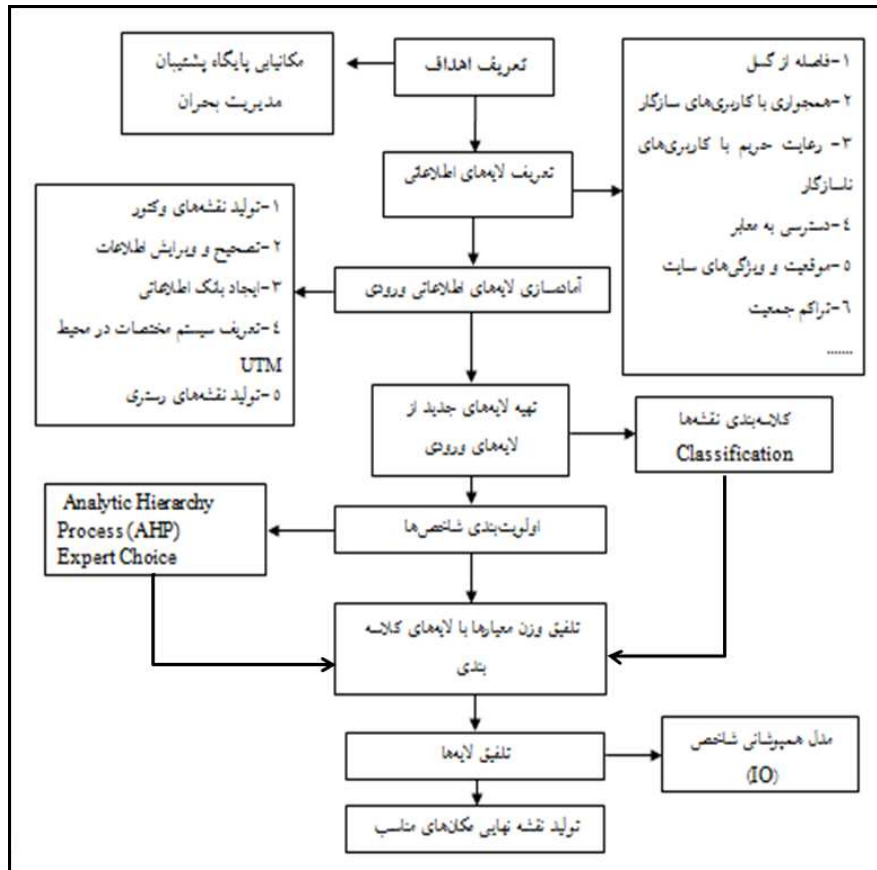 تعریف اهداف
مکانیابی پایگاه پشتیبان
مدیریت بحران
۱-فاصله از گسل
۲-همجواری با کاربری‌های سازگار
۳- رعایت حریم با کاربری‌های
ناسازگار
٤-دسترسی به معابر
۵-موقعیت و ویژگی‌های سایت
٦-تراکم جمعیت
.......
تعریف لایه‌های اطلاعاتی
آماده‌سازی لایه‌های اطلاعاتی ورودی
۱-تولید نقشه‌های وکتور
۲-تصحیح و ویرایش اطلاعات
۳-ایجاد بانک اطلاعاتی
٤-تعریف سیستم مختصات در محیط
UTM
۵-تولید نقشه‌های رستری
تهیه لایه‌های جدید از
لایه‌های ورودی
کلاسه‌بندی نقشه‌ها
Classification
اولویت‌بندی شاخص‌ها
Analytic Hierarchy
Process (AHP)
Expert Choice
تلفیق وزن معیارها با لایه‌های کلاسه
بندی
تلفیق لایه‌ها
مدل همپوشانی شاخص
(IO)
تولید نقشه نهایی مکان‌های مناسب